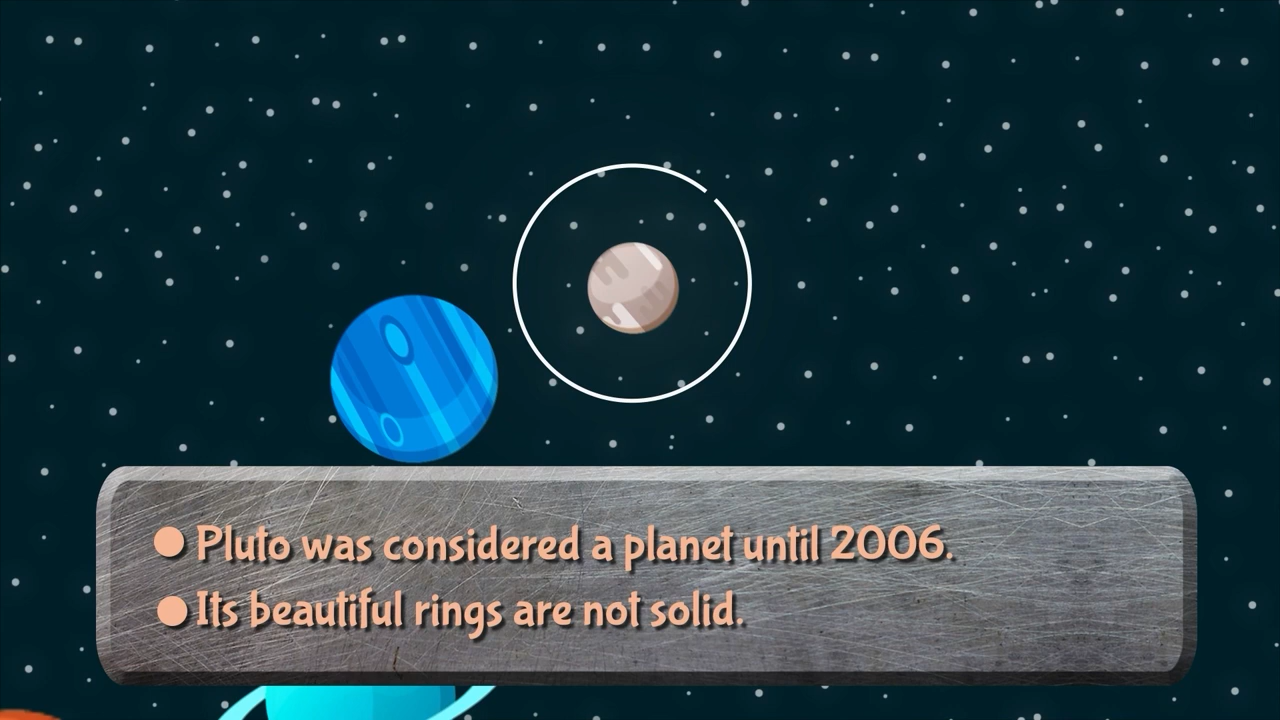 ● Pluto was considered a planet until 2006.
● Its beautiful rings are not solid.